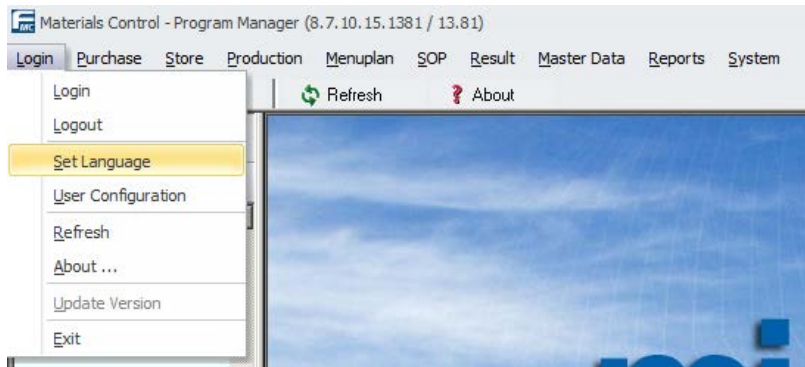 Materials Control - Program Manager (8.7.10.15.1381 / 13.81)
Login Purchase Store Production Menuplan SOP Result Master Data Reports System
Refresh About
Login
Logout
Set Language
User Configuration
Refresh
About ...
Update Version
Exit